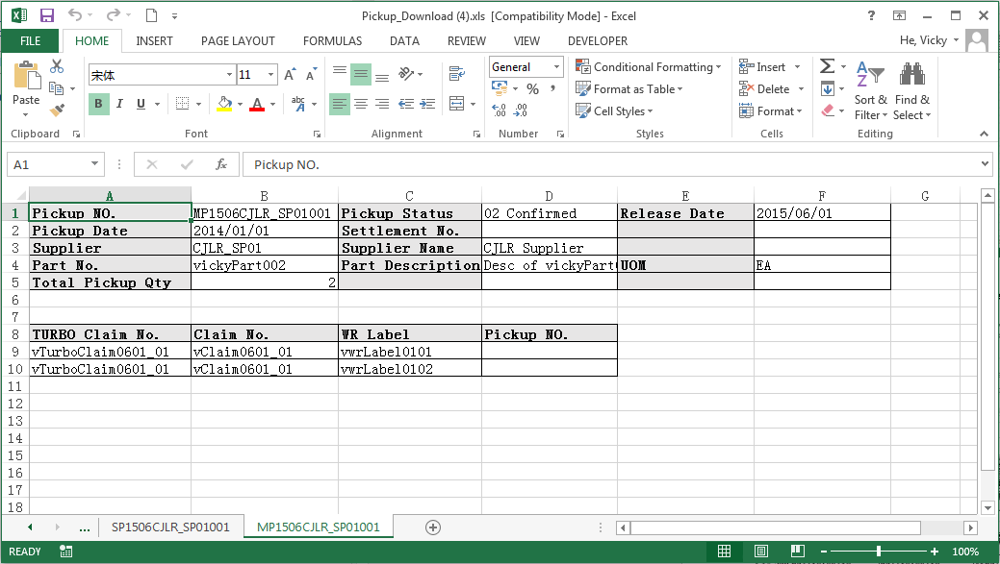 Pickup_Download (4).xls [Compatibility Mode] - Excel
?
FILE HOME INSERT PAGE LAYOUT FORMULAS DATA REVIEW VIEW DEVELOPER He, Vicky
Paste
宋体 11
B I U A
abc
General
% ,
Conditional Formatting
Format as Table
Cell Styles
Insert
Delete
Format
Sort & Filter
Find & Select
Clipboard Font Alignment Number Styles Cells Editing
A1 fx Pickup NO.
A B C D E F G
1 Pickup NO. MP1506CJLR_SP01001 Pickup Status 02 Confirmed Release Date 2015/06/01
2 Pickup Date 2014/01/01 Settlement No.
3 Supplier CJLR_SP01 Supplier Name CJLR Supplier
4 Part No. vickyPart002 Part Description Desc of vickyPart UOM EA
5 Total Pickup Qty 2
6
7
8 TURBO Claim No. Claim No. WR Label Pickup NO.
9 vTurboClaim0601_01 vClaim0601_01 vwrLabel0101
10 vTurboClaim0601_01 vClaim0601_01 vwrLabel0102
11
12
13
14
15
16
17
18
... SP1506CJLR_SP01001 MP1506CJLR_SP01001
READY 100%